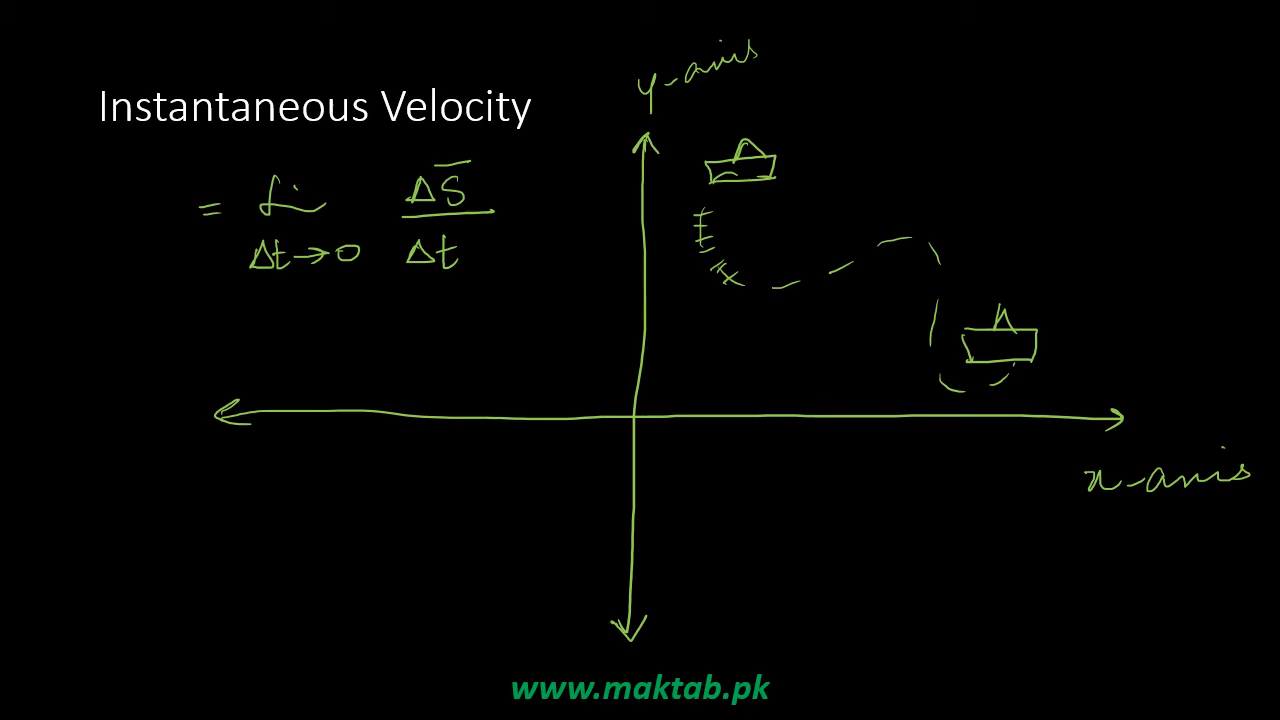 Instantaneous Velocity
= Lim ΔS̅ / Δt
Δt→0
y-axis
x-axis
www.maktab.pk